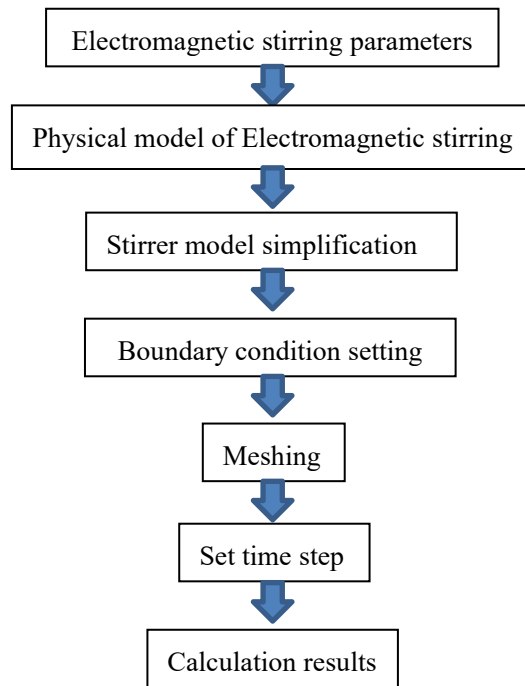 Electromagnetic stirring parameters
Physical model of Electromagnetic stirring
Stirrer model simplification
Boundary condition setting
Meshing
Set time step
Calculation results